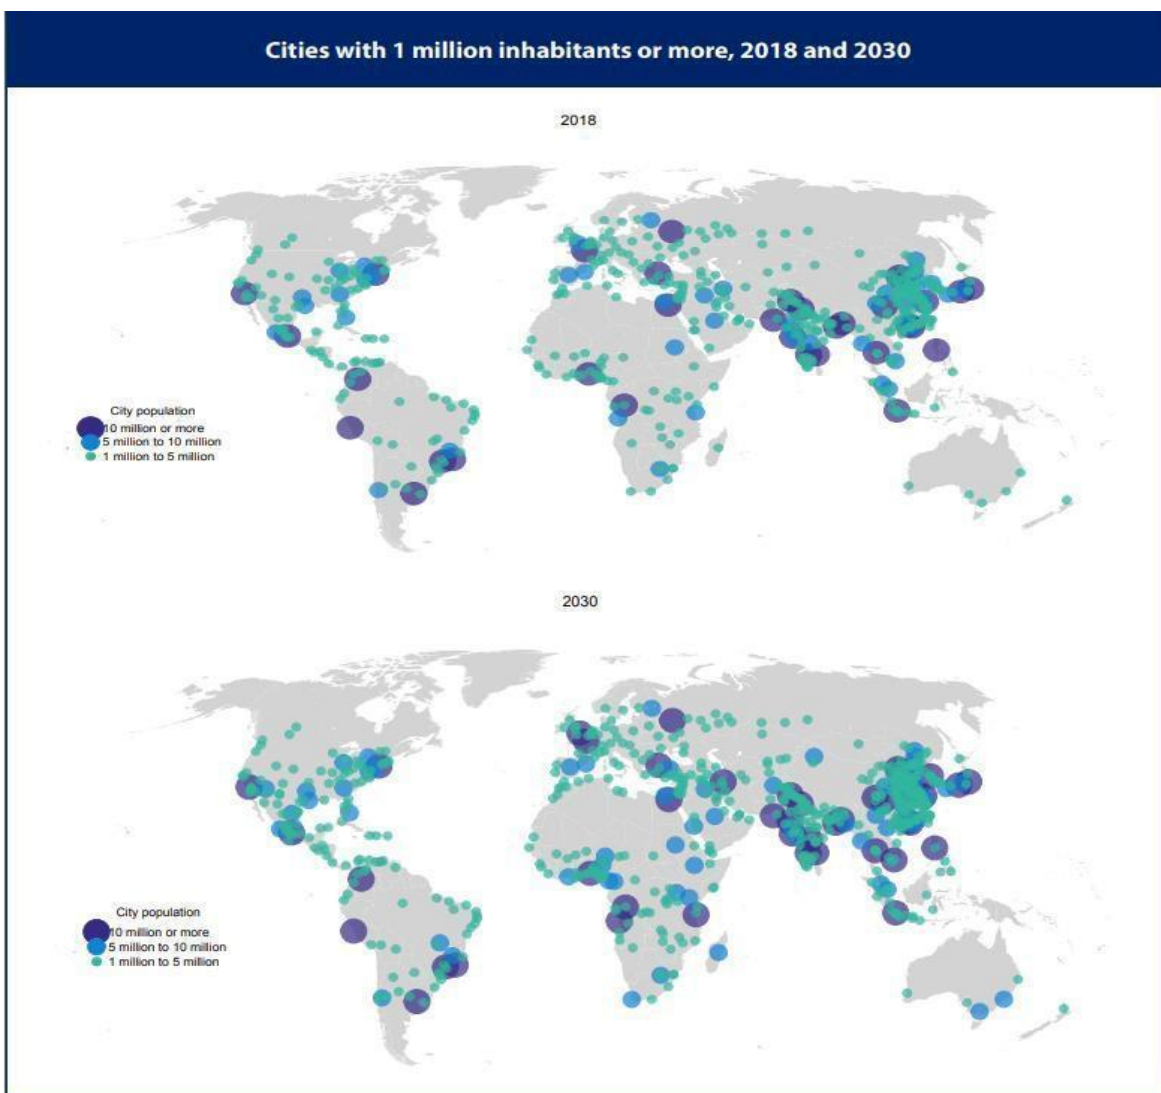 Cities with 1 million inhabitants or more, 2018 and 2030
2018
City population
10 million or more
5 million to 10 million
1 million to 5 million
2030
City population
10 million or more
5 million to 10 million
1 million to 5 million